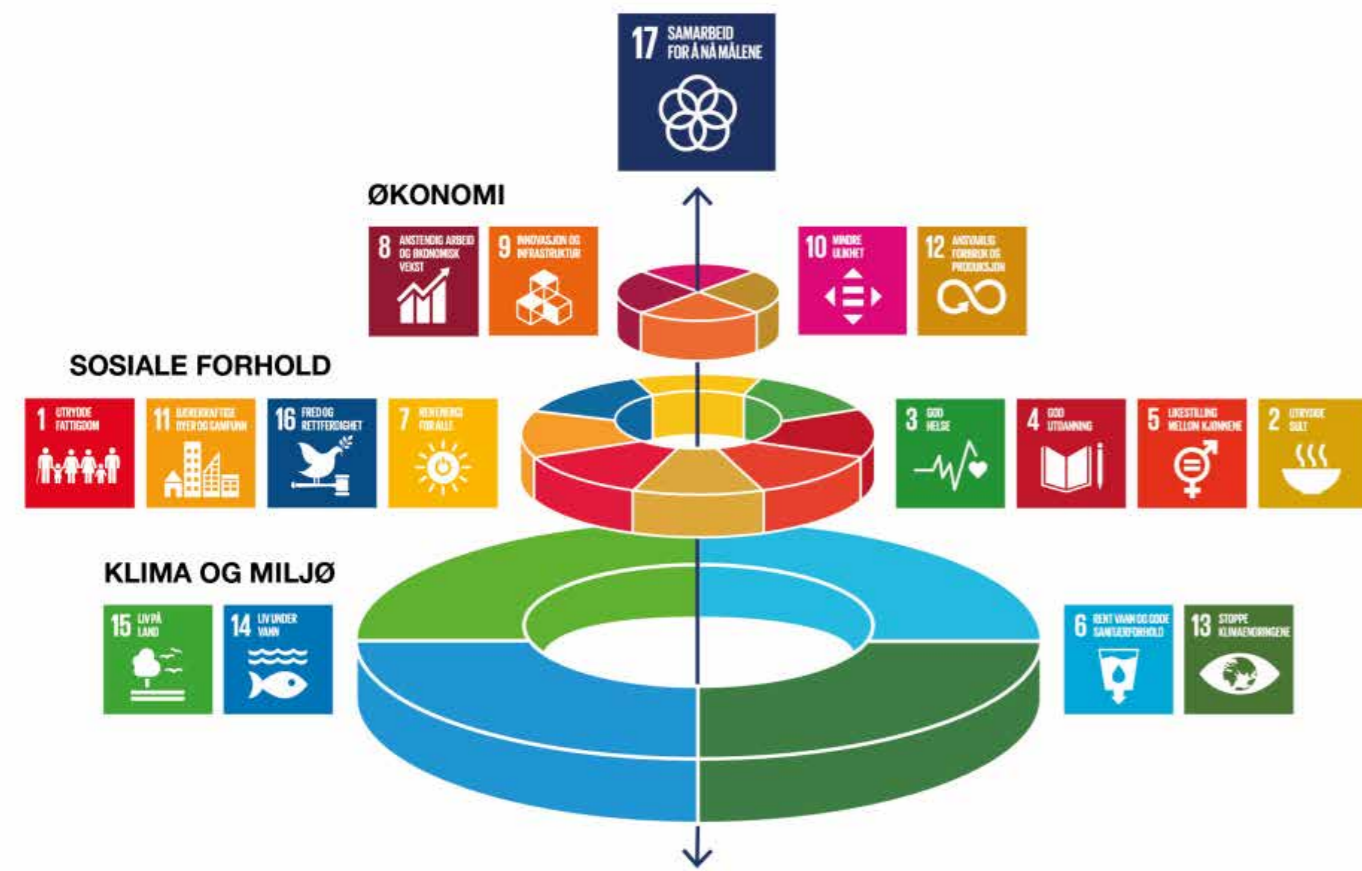 17 SAMARBEID
FOR Å NÅ MÅLENE
ØKONOMI
8 ANSTENDIG ARBEID
OG ØKONOMISK
VEKST
9 INNOVASJON OG
INFRASTRUKTUR
10 MINDRE
ULIKHET
12 ANSVARLIG
FORBRUK OG
PRODUKSJON
SOSIALE FORHOLD
1 UTRYDDE
FATTIGDOM
11 BÆREKRAFTIGE
BYER OG SAMFUNN
16 FRED OG
RETTFERDIGHET
7 REN ENERGI
FOR ALLE
3 GOD
HELSE
4 GOD
UTDANNING
5 LIKESTILLING
MELLOM KJØNNENE
2 UTRYDDE
SULT
KLIMA OG MILJØ
15 LIV PÅ
LAND
14 LIV UNDER
VANN
6 RENT VANN OG GODE
SANITÆRFORHOLD
13 STOPPE
KLIMAENDRINGENE